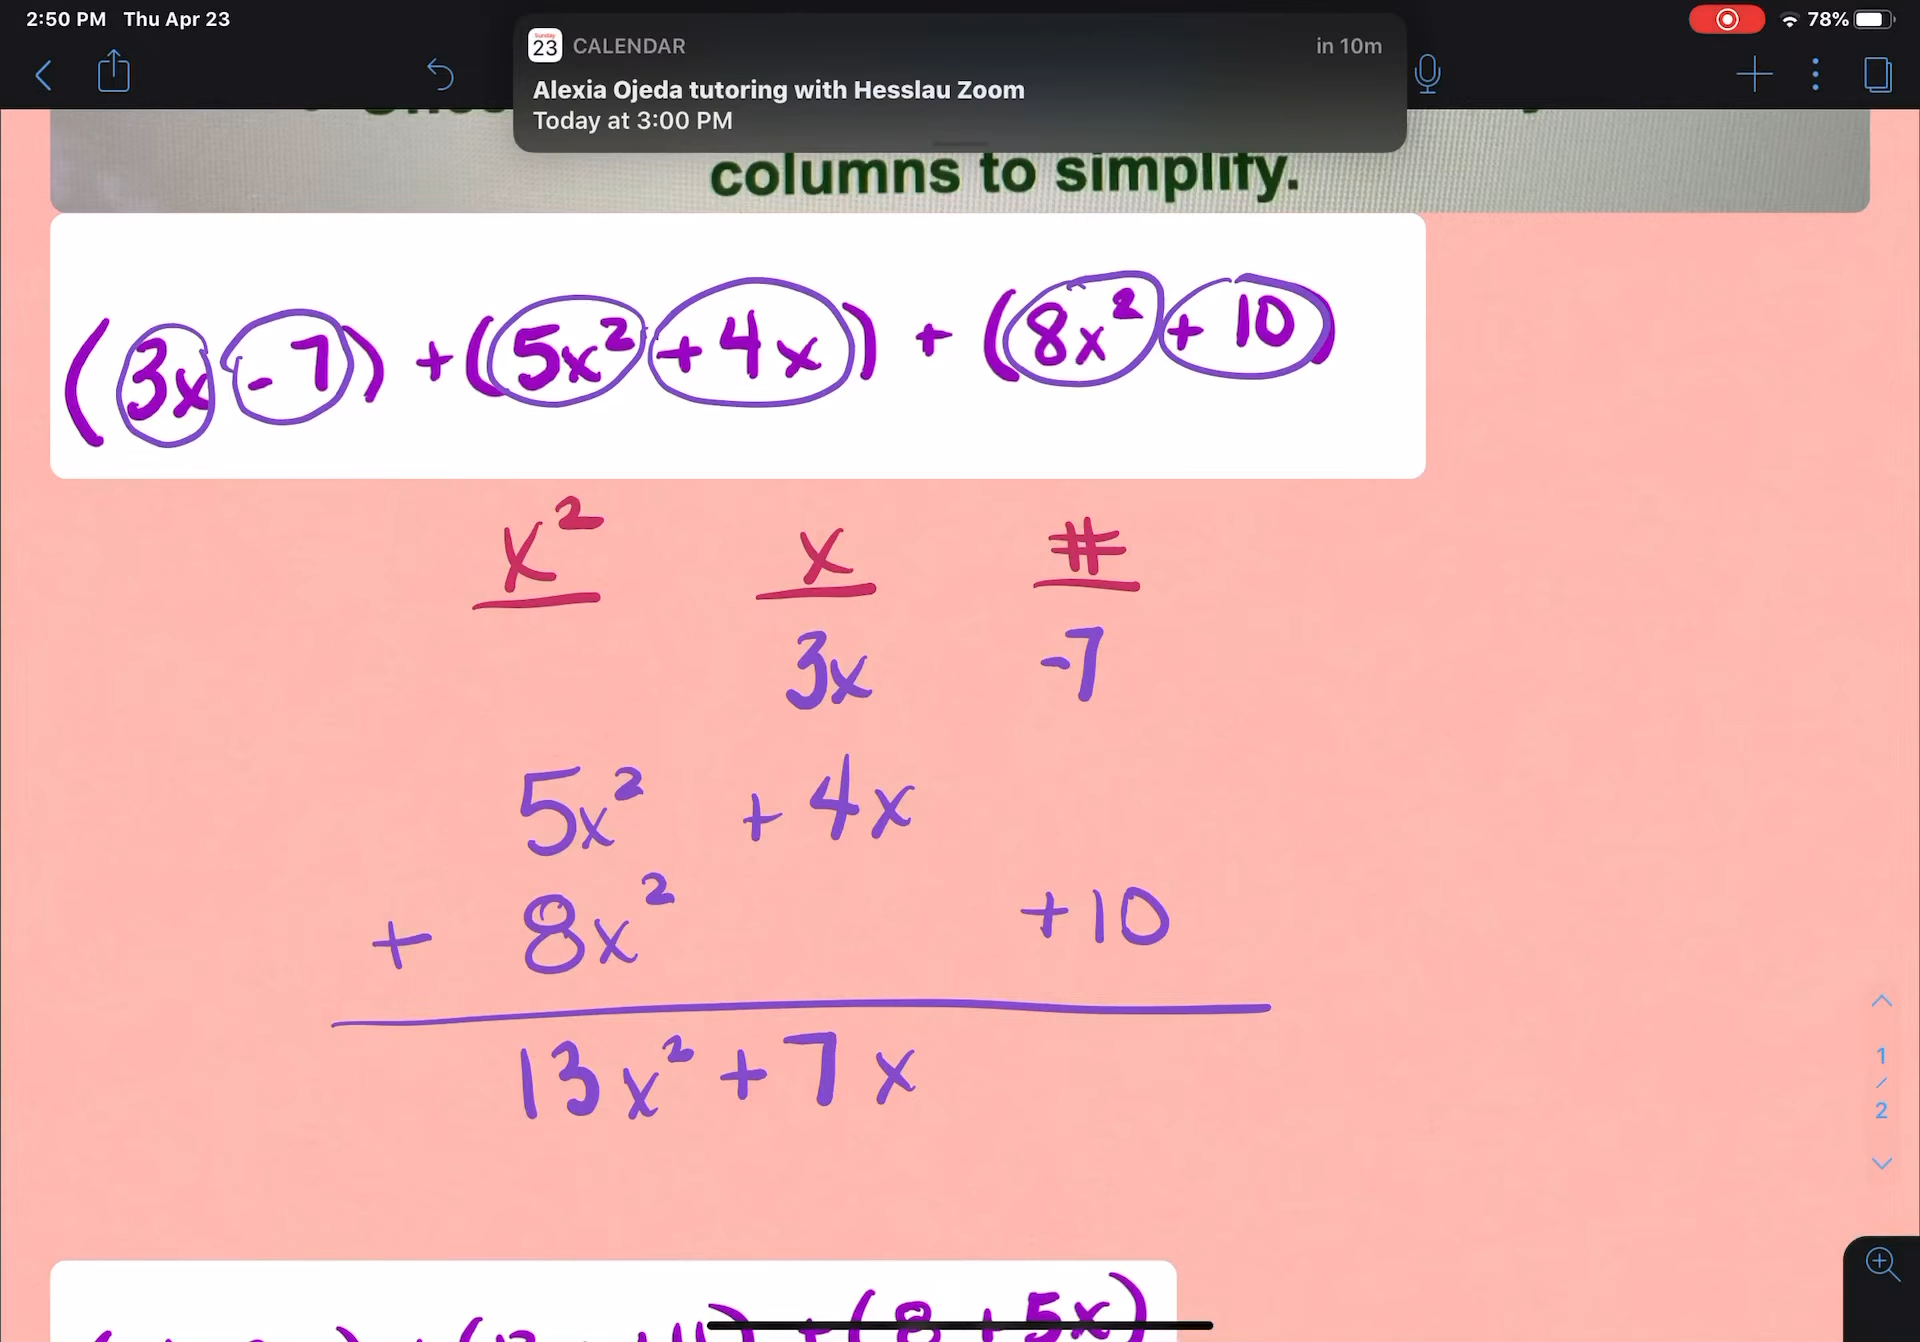 2:50 PM Thu Apr 23
78%
23 CALENDAR
in 10m
Alexia Ojeda tutoring with Hesslau Zoom
Today at 3:00 PM
columns to simplify.
(3x - 7) + (5x² + 4x) + (8x² + 10)
x² x #
3x -7
5x² + 4x
+ 8x² +10
13x² + 7x
1
/
2
+ (8 + 5x)